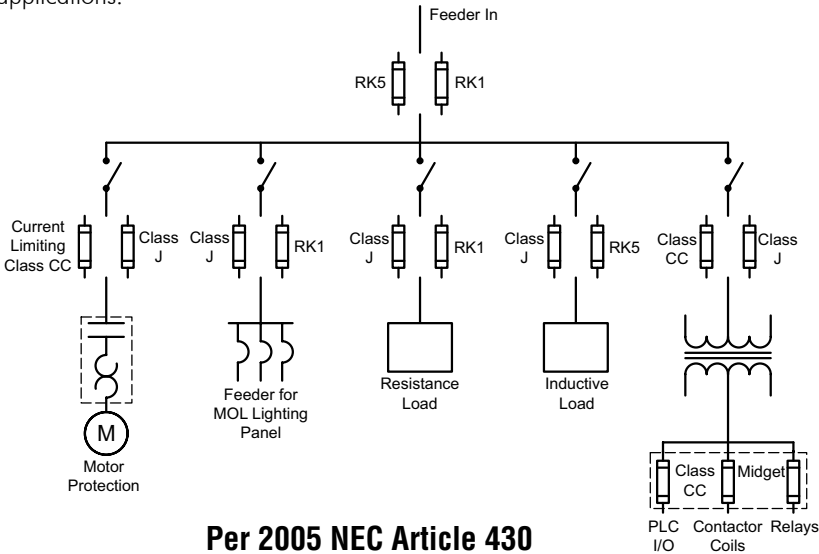 applications.
Feeder In
RK5
RK1
Current
Limiting
Class CC
Class
J
Class
J
RK1
Class
J
RK1
Class
J
RK5
Class
CC
Class
J
M
Motor
Protection
Feeder for
MOL Lighting
Panel
Resistance
Load
Inductive
Load
Class
CC
Midget
PLC
I/O
Contactor
Coils
Relays
Per 2005 NEC Article 430